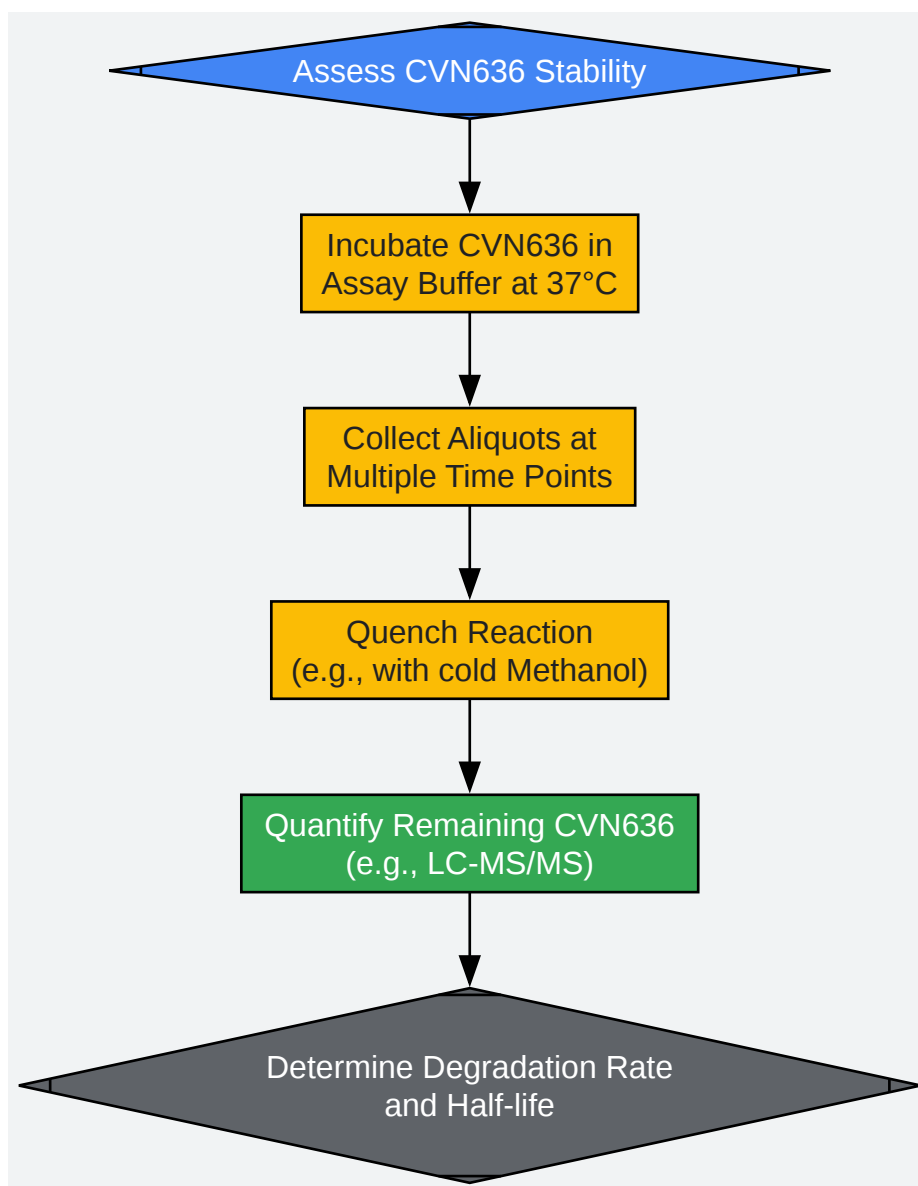 Assess CVN636 Stability
Incubate CVN636 in
Assay Buffer at 37°C
Collect Aliquots at
Multiple Time Points
Quench Reaction
(e.g., with cold Methanol)
Quantify Remaining CVN636
(e.g., LC-MS/MS)
Determine Degradation Rate
and Half-life